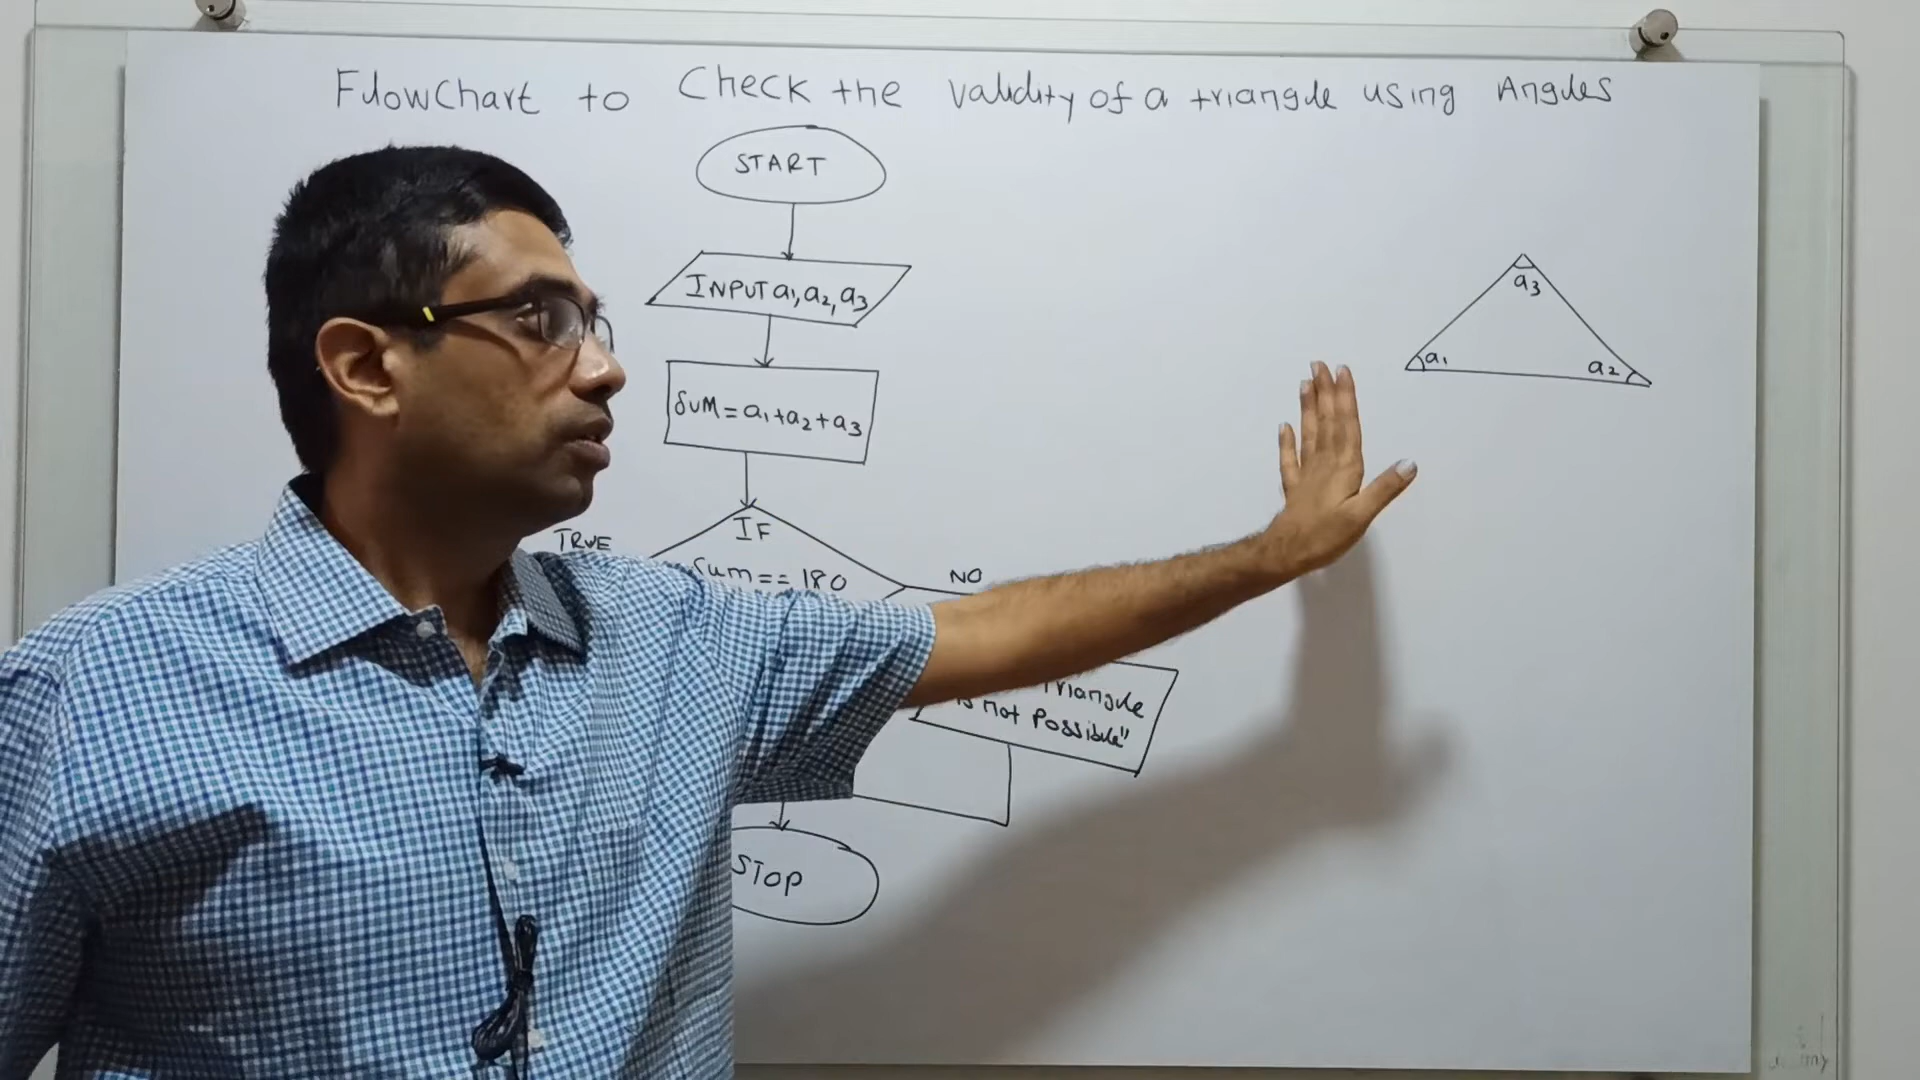 FlowChart to Check the validity of a triangle using Angles
START
INPUT a1, a2, a3
SUM = a1 + a2 + a3
IF
TRUE
Sum == 180
NO
Triangle
is not Possible"
STOP
a3
a1
a2